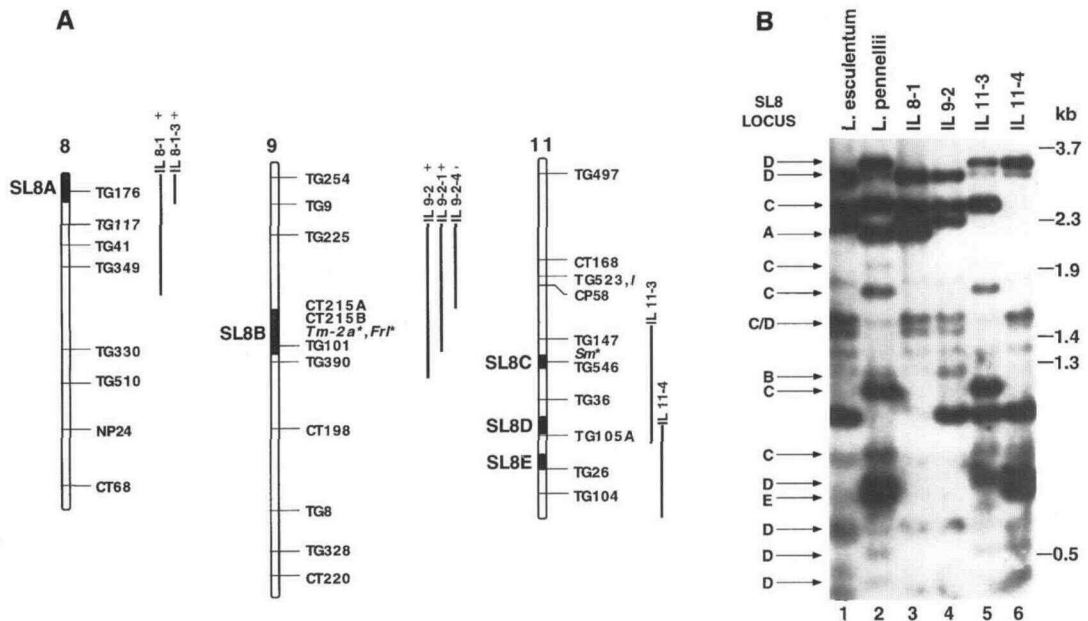 A
8
IL 8-1 +
IL 8-1-3 +
SL8A
TG176
TG117
TG41
TG349
TG330
TG510
NP24
CT68
9
IL 9-2 +
IL 9-2-1 +
IL 9-2-4 -
TG254
TG9
TG225
CT215A
CT215B
Tm-2a*, Frl*
SL8B
TG101
TG390
CT198
TG8
TG328
CT220
11
TG497
CT168
TG523, I
CP58
IL 11-3
TG147
Sm*
SL8C
TG546
IL 11-4
TG36
SL8D
TG105A
SL8E
TG26
TG104
B
SL8
LOCUS
L. esculentum
L. pennellii
IL 8-1
IL 9-2
IL 11-3
IL 11-4
kb
D
D
C
A
C
C
C/D
B
C
C
D
E
D
D
D
3.7
2.3
1.9
1.4
1.3
0.5
1 2 3 4 5 6